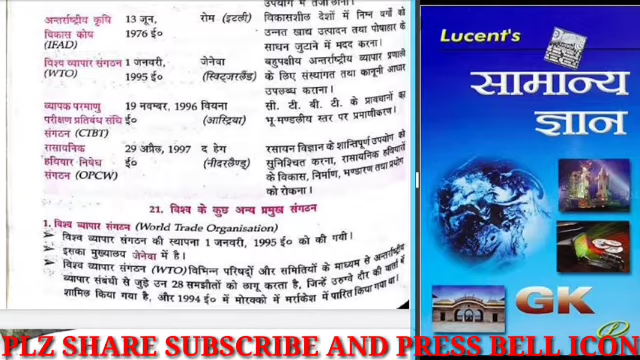 उपयोग में तेजी लाना।
अन्तर्राष्ट्रीय कृषि 13 जून, रोम (इटली) विकासशील देशों में निम्न वर्गों को
विकास कोष 1976 ई० उन्नत खाद्य उत्पादन तथा पोषाहार के
(IFAD) साधन जुटाने में मदद करना।
विश्व व्यापार संगठन 1 जनवरी, जेनेवा बहुपक्षीय अन्तर्राष्ट्रीय व्यापार प्रणाली
(WTO) 1995 ई० (स्विट्जरलैंड) के लिए संस्थागत तथा कानूनी आधार
उपलब्ध कराना।
व्यापक परमाणु 19 नवम्बर, 1996 वियना सी. टी. बी. टी. के प्रावधानों का
परीक्षण प्रतिबंध संधि ई० (आस्ट्रिया) भू-मण्डलीय स्तर पर प्रमाणीकरण।
संगठन (CTBT)
रासायनिक 29 अप्रैल, 1997 द हेग रसायन विज्ञान के शान्तिपूर्ण उपयोग को
हथियार निषेध ई० (नीदरलैण्ड) सुनिश्चित करना, रासायनिक हथियारों
संगठन (OPCW) के विकास, निर्माण, भण्डारण तथा प्रयोग
को रोकना।
21. विश्व के कुछ अन्य प्रमुख संगठन
1. विश्व व्यापार संगठन (World Trade Organisation)
विश्व व्यापार संगठन की स्थापना 1 जनवरी, 1995 ई० को की गयी।
इसका मुख्यालय जेनेवा में है।
विश्व व्यापार संगठन (WTO) विभिन्न परिषदों और समितियों के माध्यम से अन्तर्राष्ट्रीय
व्यापार संबंधी से जुड़े उन 28 समझौतों को लागू करता है, जिन्हें उरुग्वे दौर की वार्ता में
शामिल किया गया है, और 1994 ई० में मोरक्को में मर्राकेश में पारित किया गया था।
Lucent's
सामान्य
ज्ञान
GK
PLZ SHARE SUBSCRIBE AND PRESS BELL ICON